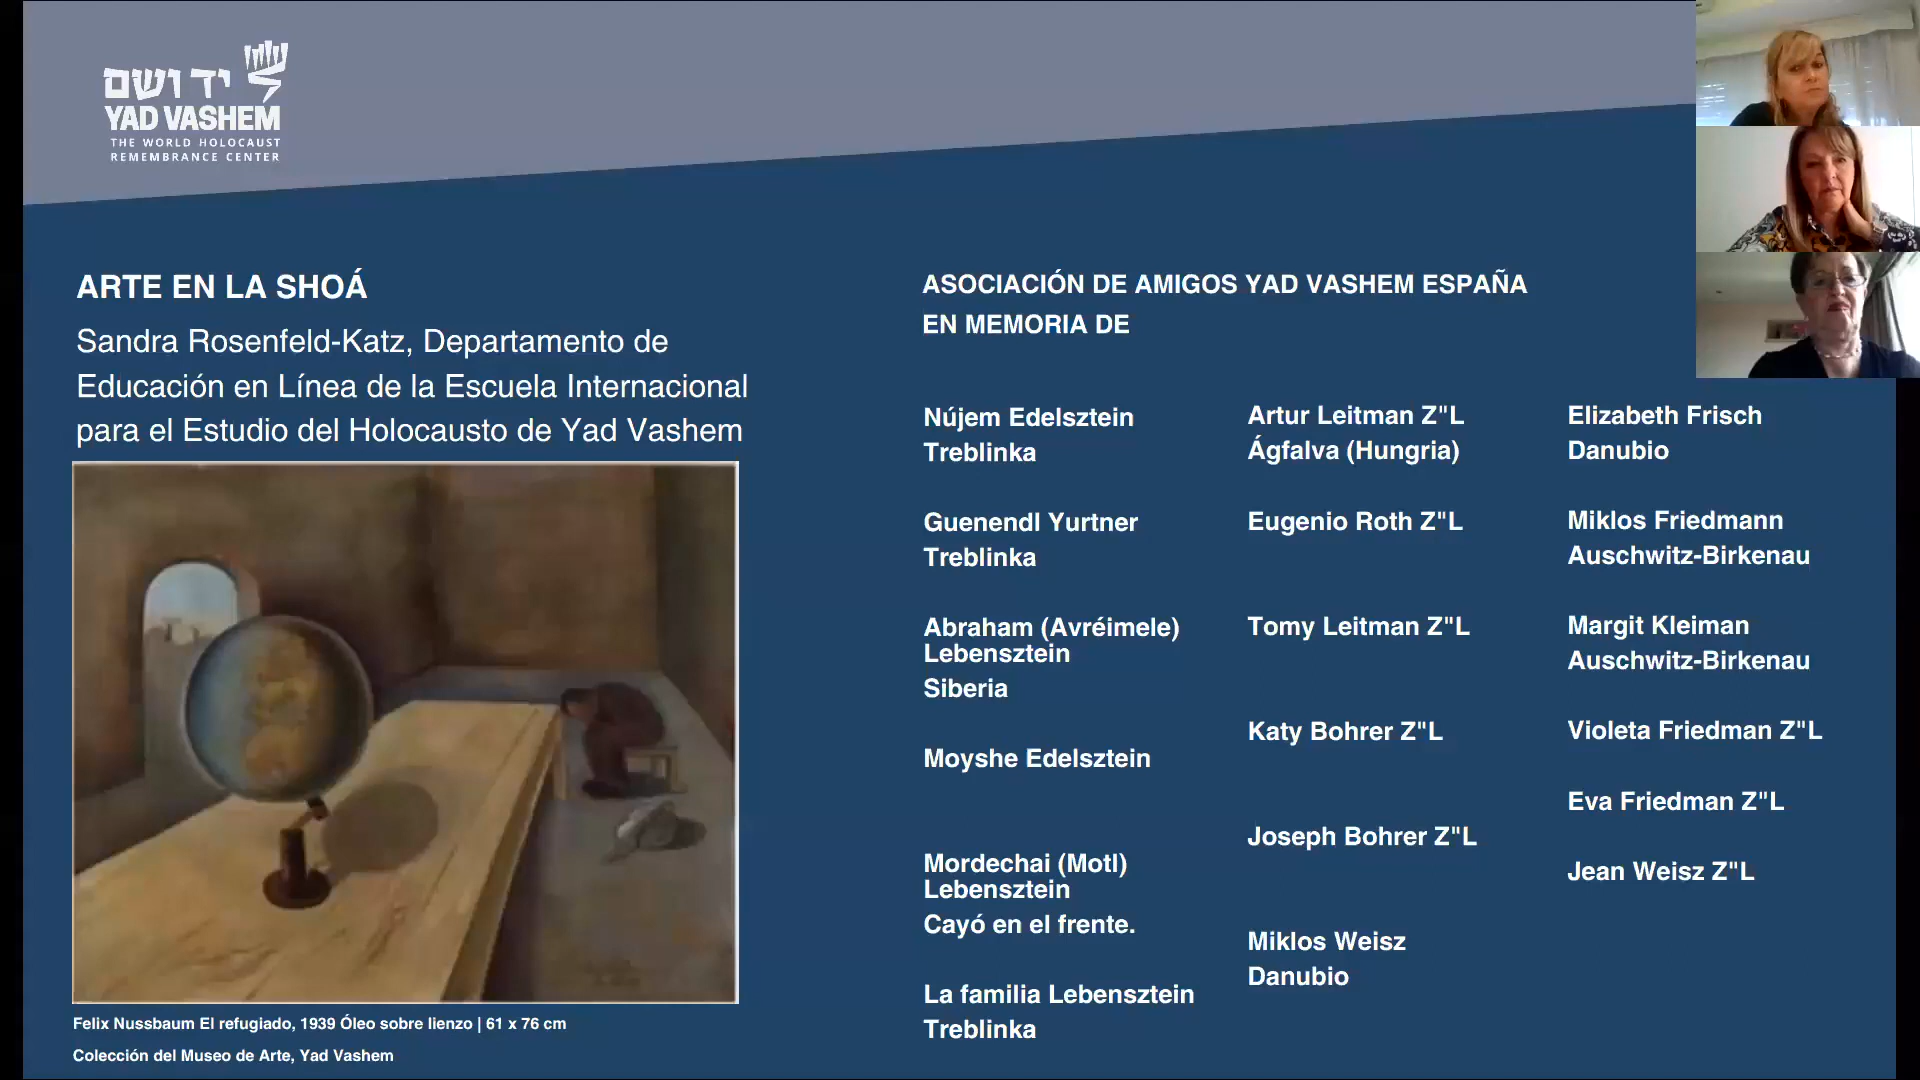 יד ושם
YAD VASHEM
THE WORLD HOLOCAUST
REMEMBRANCE CENTER
ARTE EN LA SHOÁ
Sandra Rosenfeld-Katz, Departamento de
Educación en Línea de la Escuela Internacional
para el Estudio del Holocausto de Yad Vashem
Felix Nussbaum El refugiado, 1939 Óleo sobre lienzo | 61 x 76 cm
Colección del Museo de Arte, Yad Vashem
ASOCIACIÓN DE AMIGOS YAD VASHEM ESPAÑA
EN MEMORIA DE
Nújem Edelsztein
Treblinka
Guenendl Yurtner
Treblinka
Abraham (Avréimele)
Lebensztein
Siberia
Moyshe Edelsztein
Mordechai (Motl)
Lebensztein
Cayó en el frente.
La familia Lebensztein
Treblinka
Artur Leitman Z"L
Ágfalva (Hungria)
Eugenio Roth Z"L
Tomy Leitman Z"L
Katy Bohrer Z"L
Joseph Bohrer Z"L
Miklos Weisz
Danubio
Elizabeth Frisch
Danubio
Miklos Friedmann
Auschwitz-Birkenau
Margit Kleiman
Auschwitz-Birkenau
Violeta Friedman Z"L
Eva Friedman Z"L
Jean Weisz Z"L